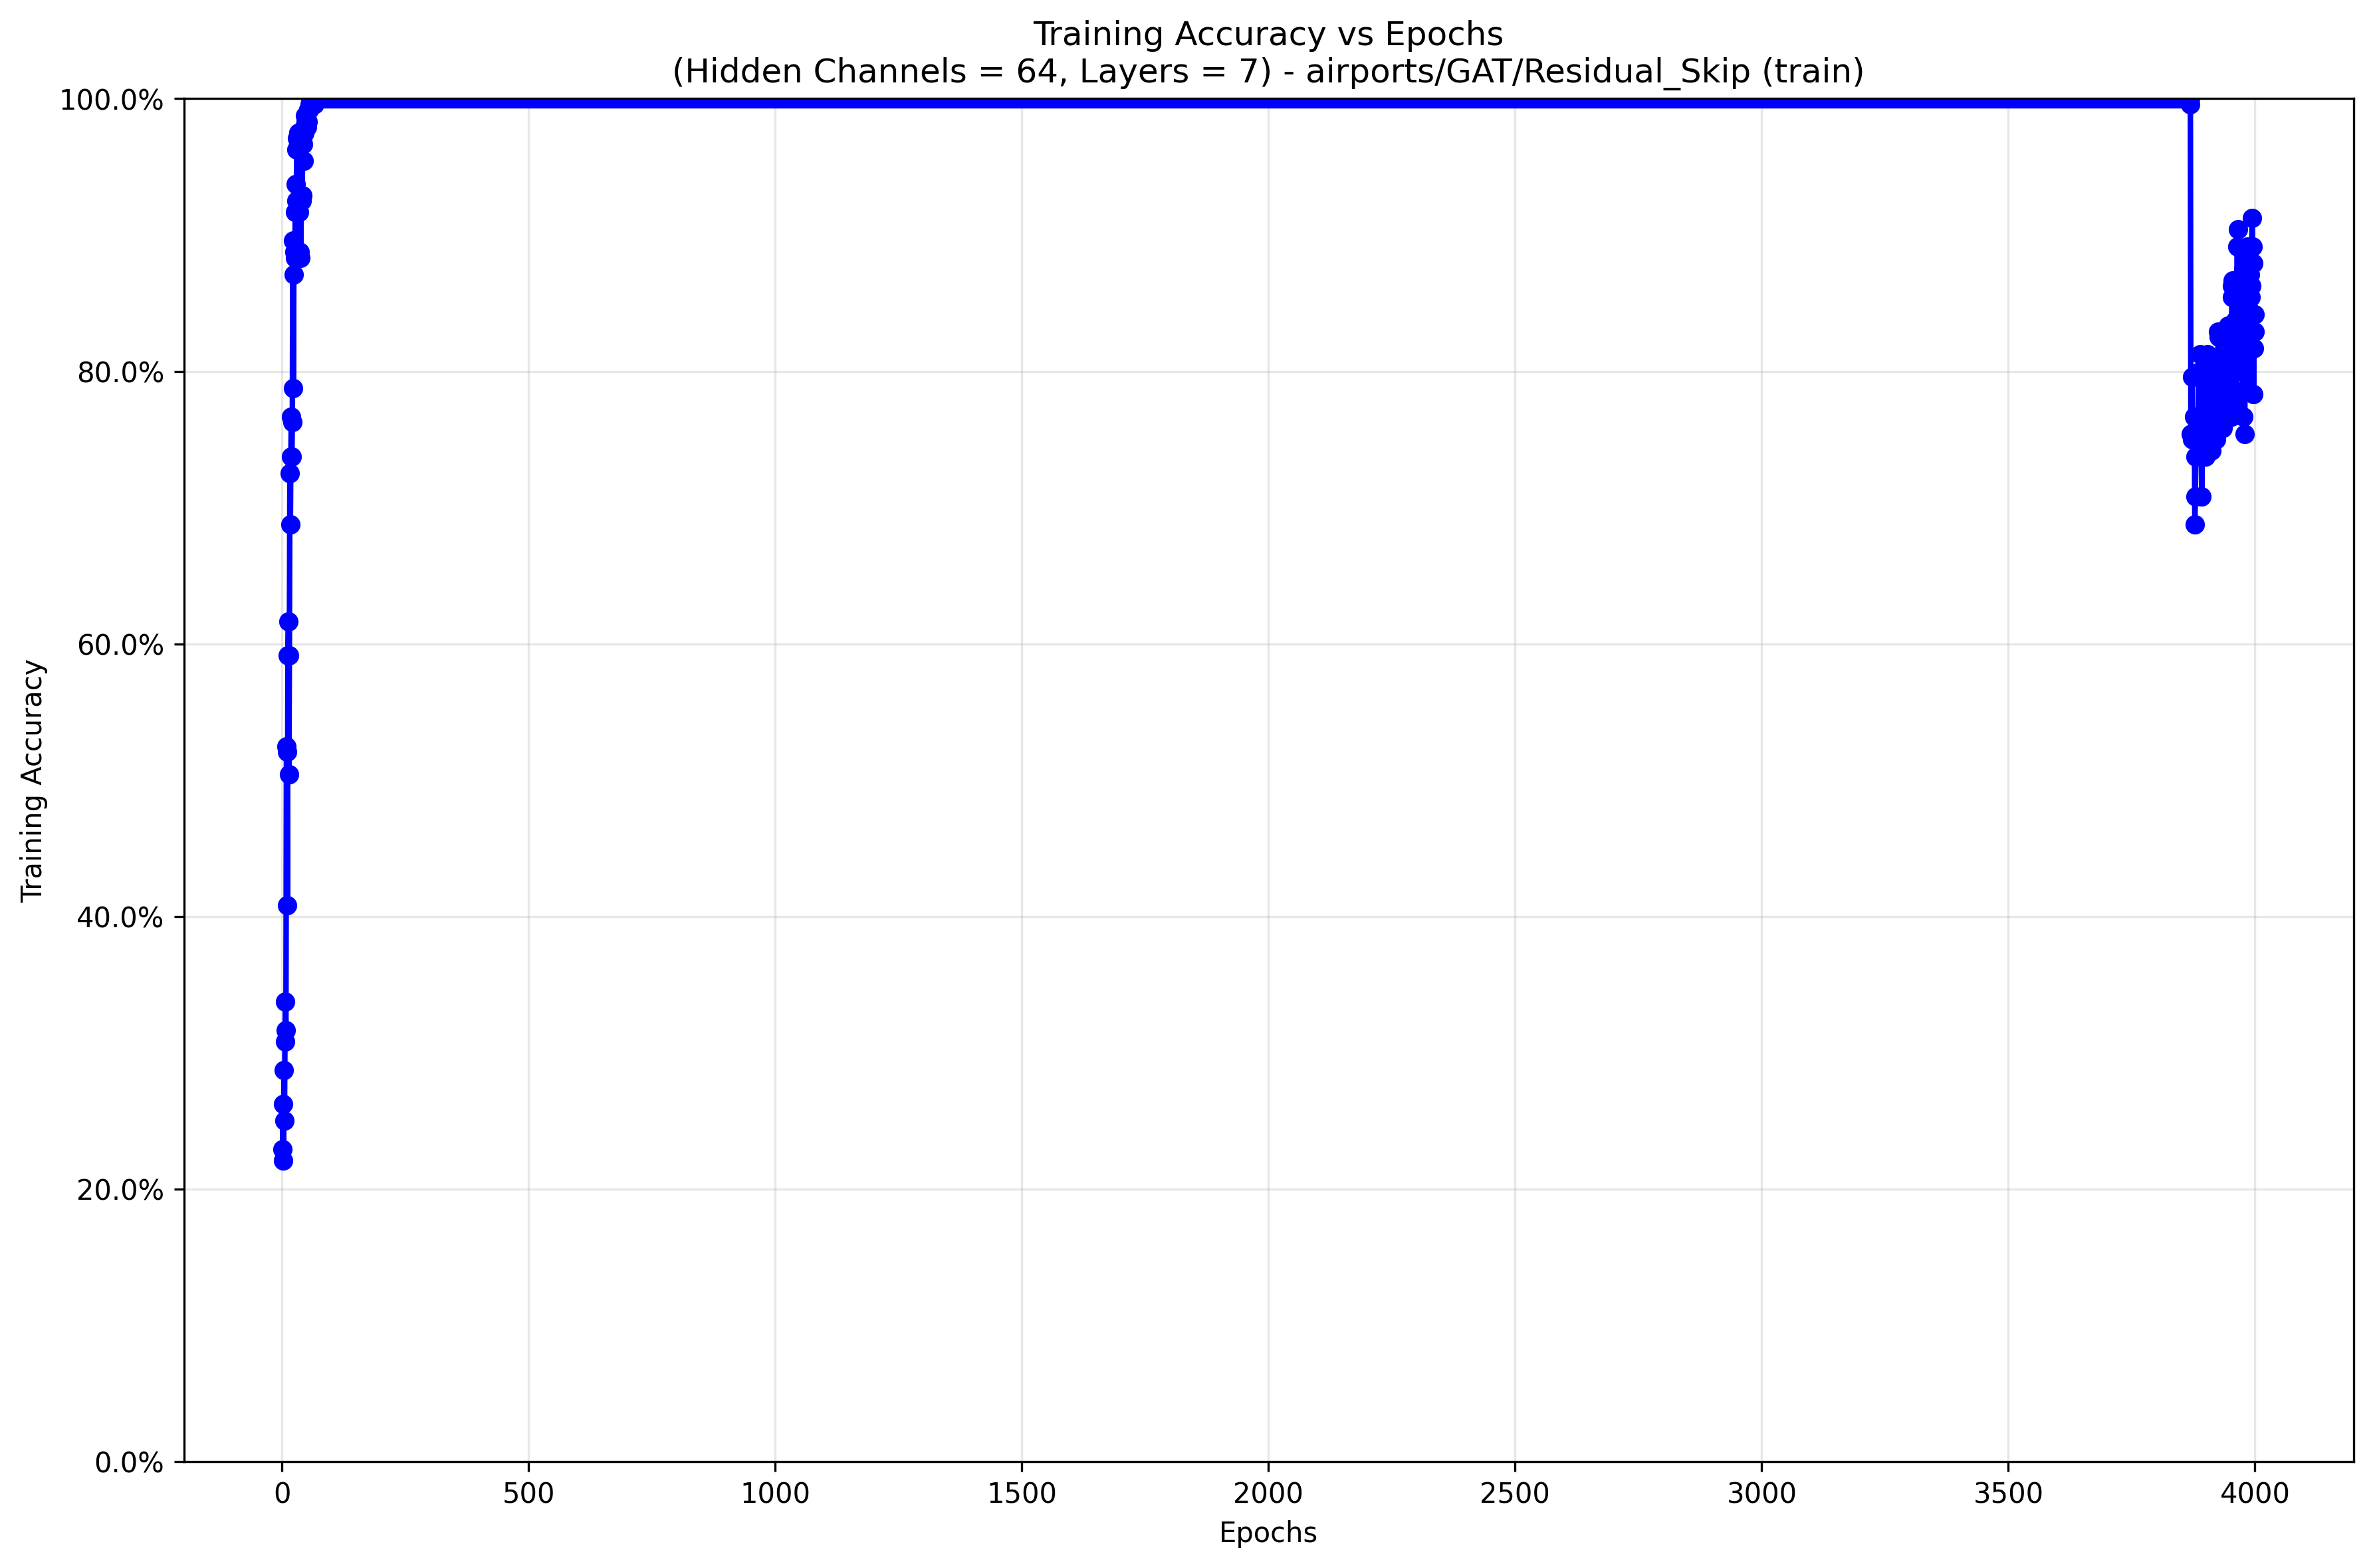 Training Accuracy vs Epochs
(Hidden Channels = 64, Layers = 7) - airports/GAT/Residual_Skip (train)
Training Accuracy
100.0%
80.0%
60.0%
40.0%
20.0%
0.0%
0 500 1000 1500 2000 2500 3000 3500 4000
Epochs